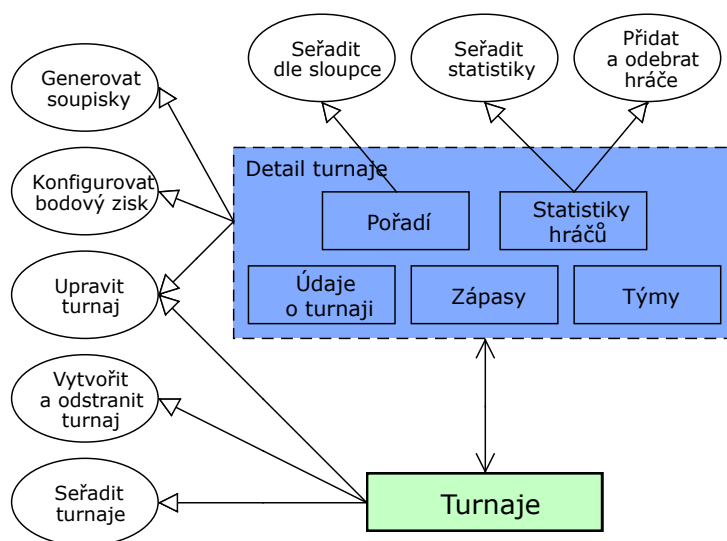 Seřadit
dle sloupce
Seřadit
statistiky
Přidat
a odebrat
hráče
Generovat
soupisky
Konfigurovat
bodový zisk
Upravit
turnaj
Vytvořit
a odstranit
turnaj
Seřadit
turnaje
Detail turnaje
Pořadí
Statistiky
hráčů
Údaje
o turnaji
Zápasy
Týmy
Turnaje